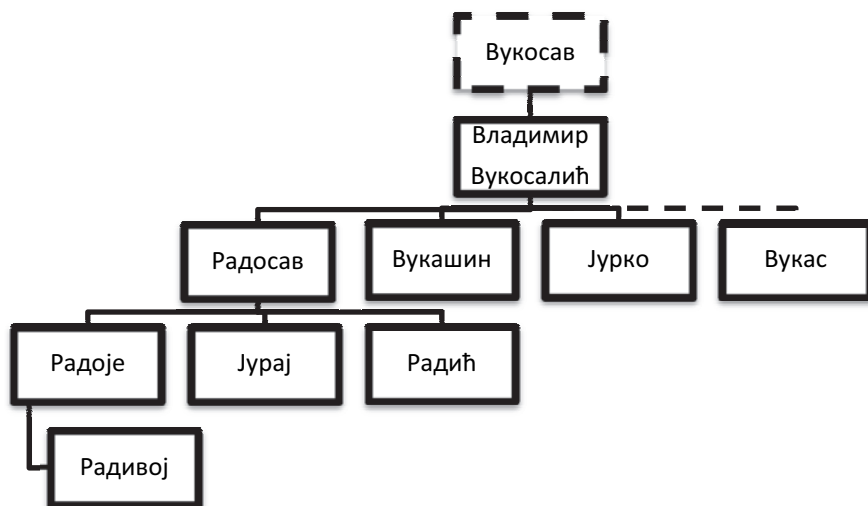 Вукосав
Владимир
Вукосалић
Радосав
Вукашин
Јурко
Вукас
Радоје
Јурај
Радић
Радивој